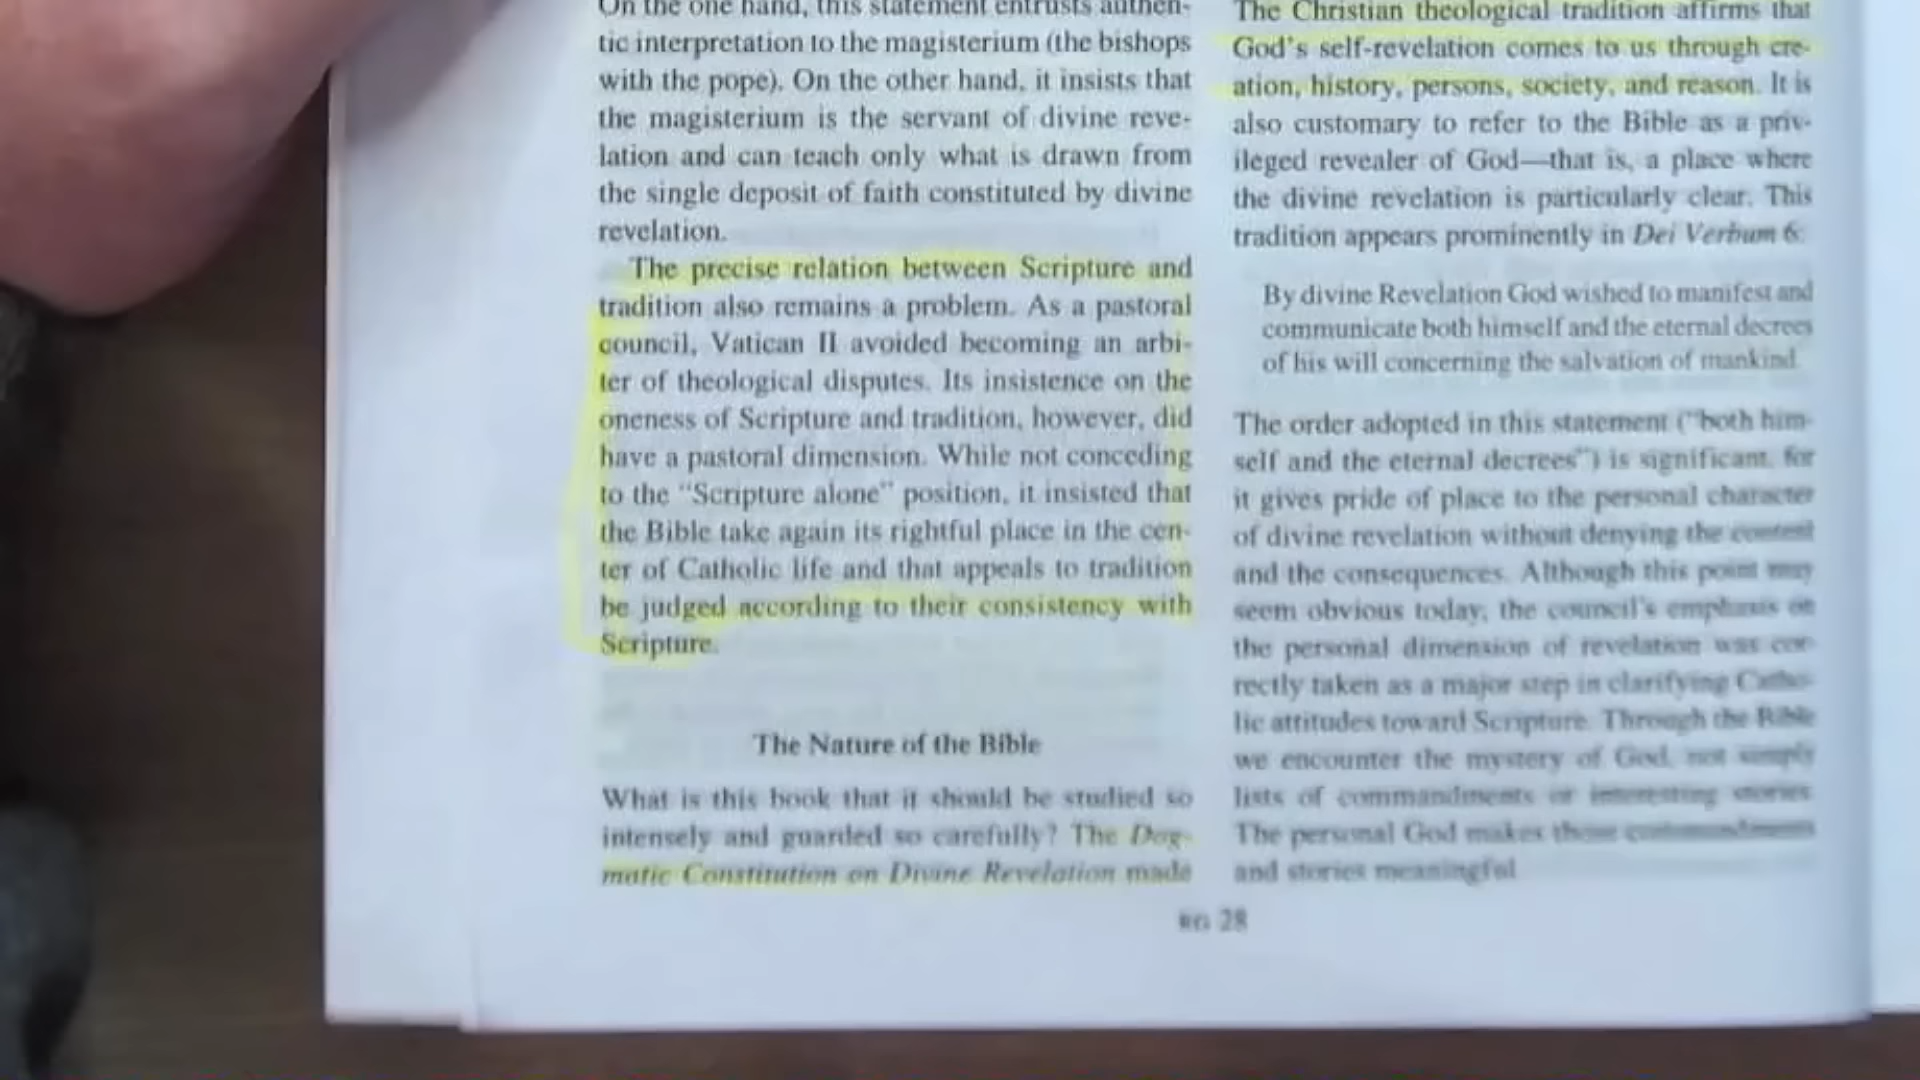 On the one hand, this statement entrusts authen-
tic interpretation to the magisterium (the bishops
with the pope). On the other hand, it insists that
the magisterium is the servant of divine reve-
lation and can teach only what is drawn from
the single deposit of faith constituted by divine
revelation.
The precise relation between Scripture and
tradition also remains a problem. As a pastoral
council, Vatican II avoided becoming an arbi-
ter of theological disputes. Its insistence on the
oneness of Scripture and tradition, however, did
have a pastoral dimension. While not conceding
to the "Scripture alone" position, it insisted that
the Bible take again its rightful place in the cen-
ter of Catholic life and that appeals to tradition
be judged according to their consistency with
Scripture.
The Nature of the Bible
What is this book that it should be studied so
intensely and guarded so carefully? The Dog-
matic Constitution on Divine Revelation made
The Christian theological tradition affirms that
God's self-revelation comes to us through cre-
ation, history, persons, society, and reason. It is
also customary to refer to the Bible as a priv-
ileged revealer of God—that is, a place where
the divine revelation is particularly clear. This
tradition appears prominently in Dei Verbum 6:
By divine Revelation God wished to manifest and
communicate both himself and the eternal decrees
of his will concerning the salvation of mankind.
The order adopted in this statement ("both him-
self and the eternal decrees") is significant, for
it gives pride of place to the personal character
of divine revelation without denying the content
and the consequences. Although this point may
seem obvious today, the council's emphasis on
the personal dimension of revelation was cor-
rectly taken as a major step in clarifying Catho-
lic attitudes toward Scripture. Through the Bible
we encounter the mystery of God, not simply
lists of commandments or interesting stories.
The personal God makes those commandments
and stories meaningful.
RG 28